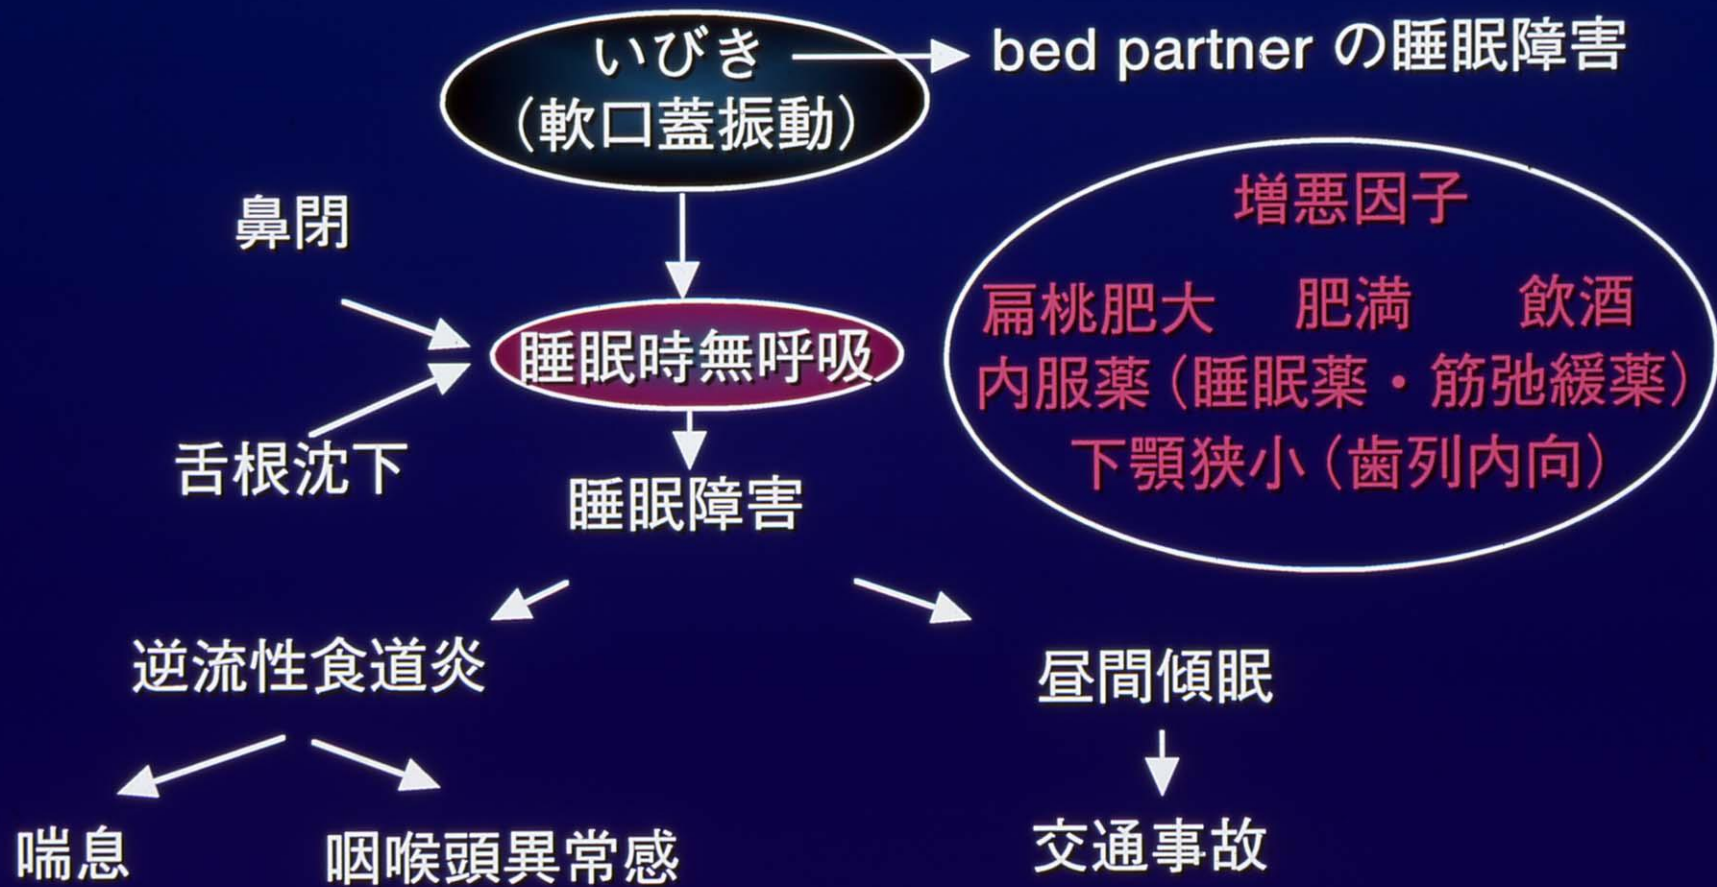 いびき
(軟口蓋振動)
bed partner の睡眠障害
鼻閉
増悪因子
扁桃肥大 肥満 飲酒
内服薬(睡眠薬・筋弛緩薬)
下顎狭小(歯列内向)
睡眠時無呼吸
舌根沈下
睡眠障害
逆流性食道炎
昼間傾眠
喘息
咽喉頭異常感
交通事故